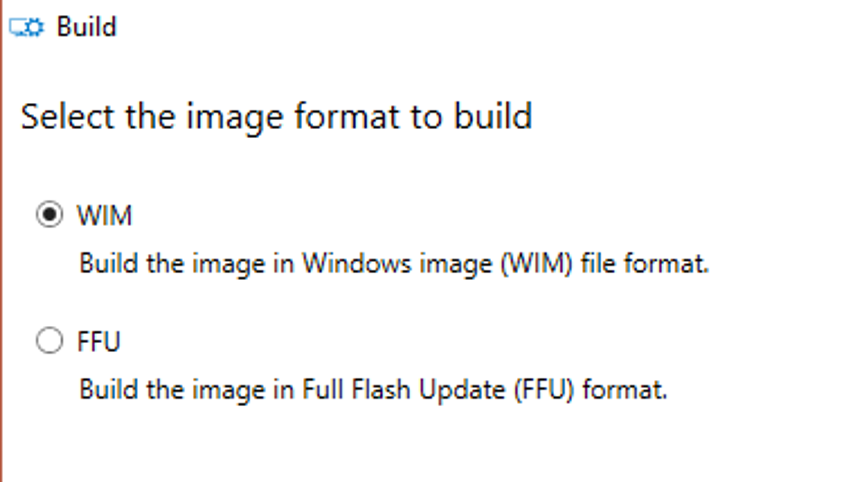 Build
Select the image format to build
WIM
Build the image in Windows image (WIM) file format.
FFU
Build the image in Full Flash Update (FFU) format.